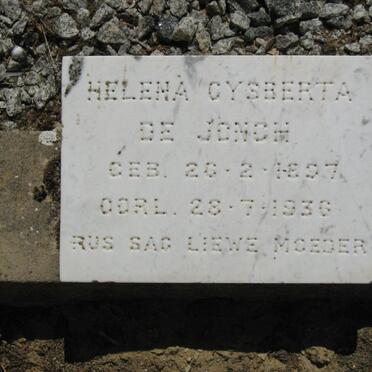 HELENA GYSBERTA
DE JONGH
GEB. 20-2-1897
OORL. 28-7-1936
RUS SAG LIEWE MOEDER